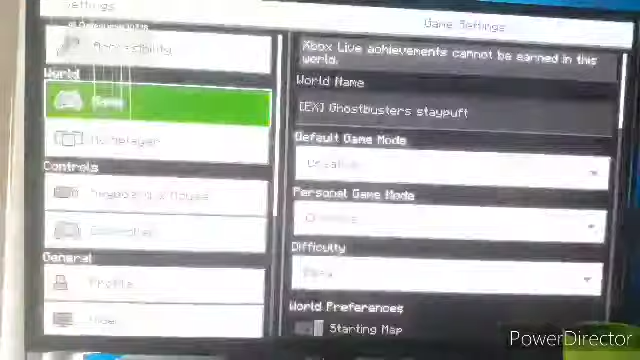 Settings
Game Settings
Accessibility
Xbox Live achievements cannot be earned in this
world.
World
World Name
Game
[EX] Ghostbusters staypuft
Multiplayer
Default Game Mode
Controls
Creative
Keyboard & Mouse
Personal Game Mode
Controller
Creative
Difficulty
General
Profile
World Preferences
Starting Map
PowerDirector